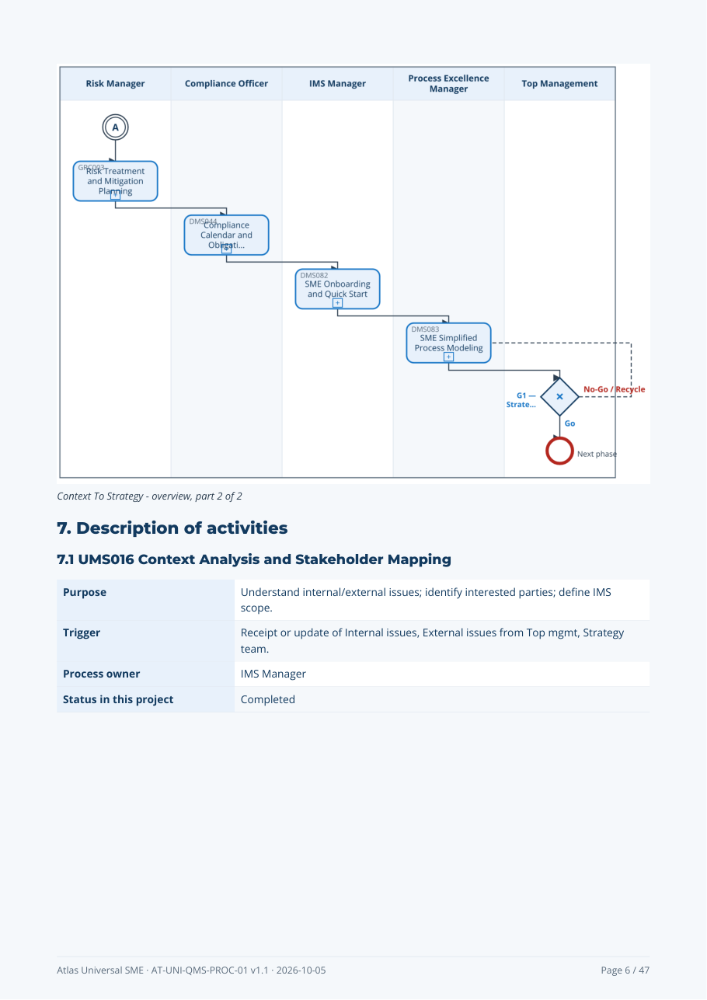 Risk Manager
Compliance Officer
IMS Manager
Process Excellence
Manager
Top Management
A
GRC003
Risk Treatment
and Mitigation
Planning
+
DMS044
Compliance
Calendar and
Obligati...
+
DMS082
SME Onboarding
and Quick Start
+
DMS083
SME Simplified
Process Modeling
+
No-Go / Recycle
G1 —
Strate...
×
Go
Next phase
Context To Strategy - overview, part 2 of 2
7. Description of activities
7.1 UMS016 Context Analysis and Stakeholder Mapping
Purpose
Understand internal/external issues; identify interested parties; define IMS
scope.
Trigger
Receipt or update of Internal issues, External issues from Top mgmt, Strategy
team.
Process owner
IMS Manager
Status in this project
Completed
Atlas Universal SME · AT-UNI-QMS-PROC-01 v1.1 · 2026-10-05
Page 6 / 47